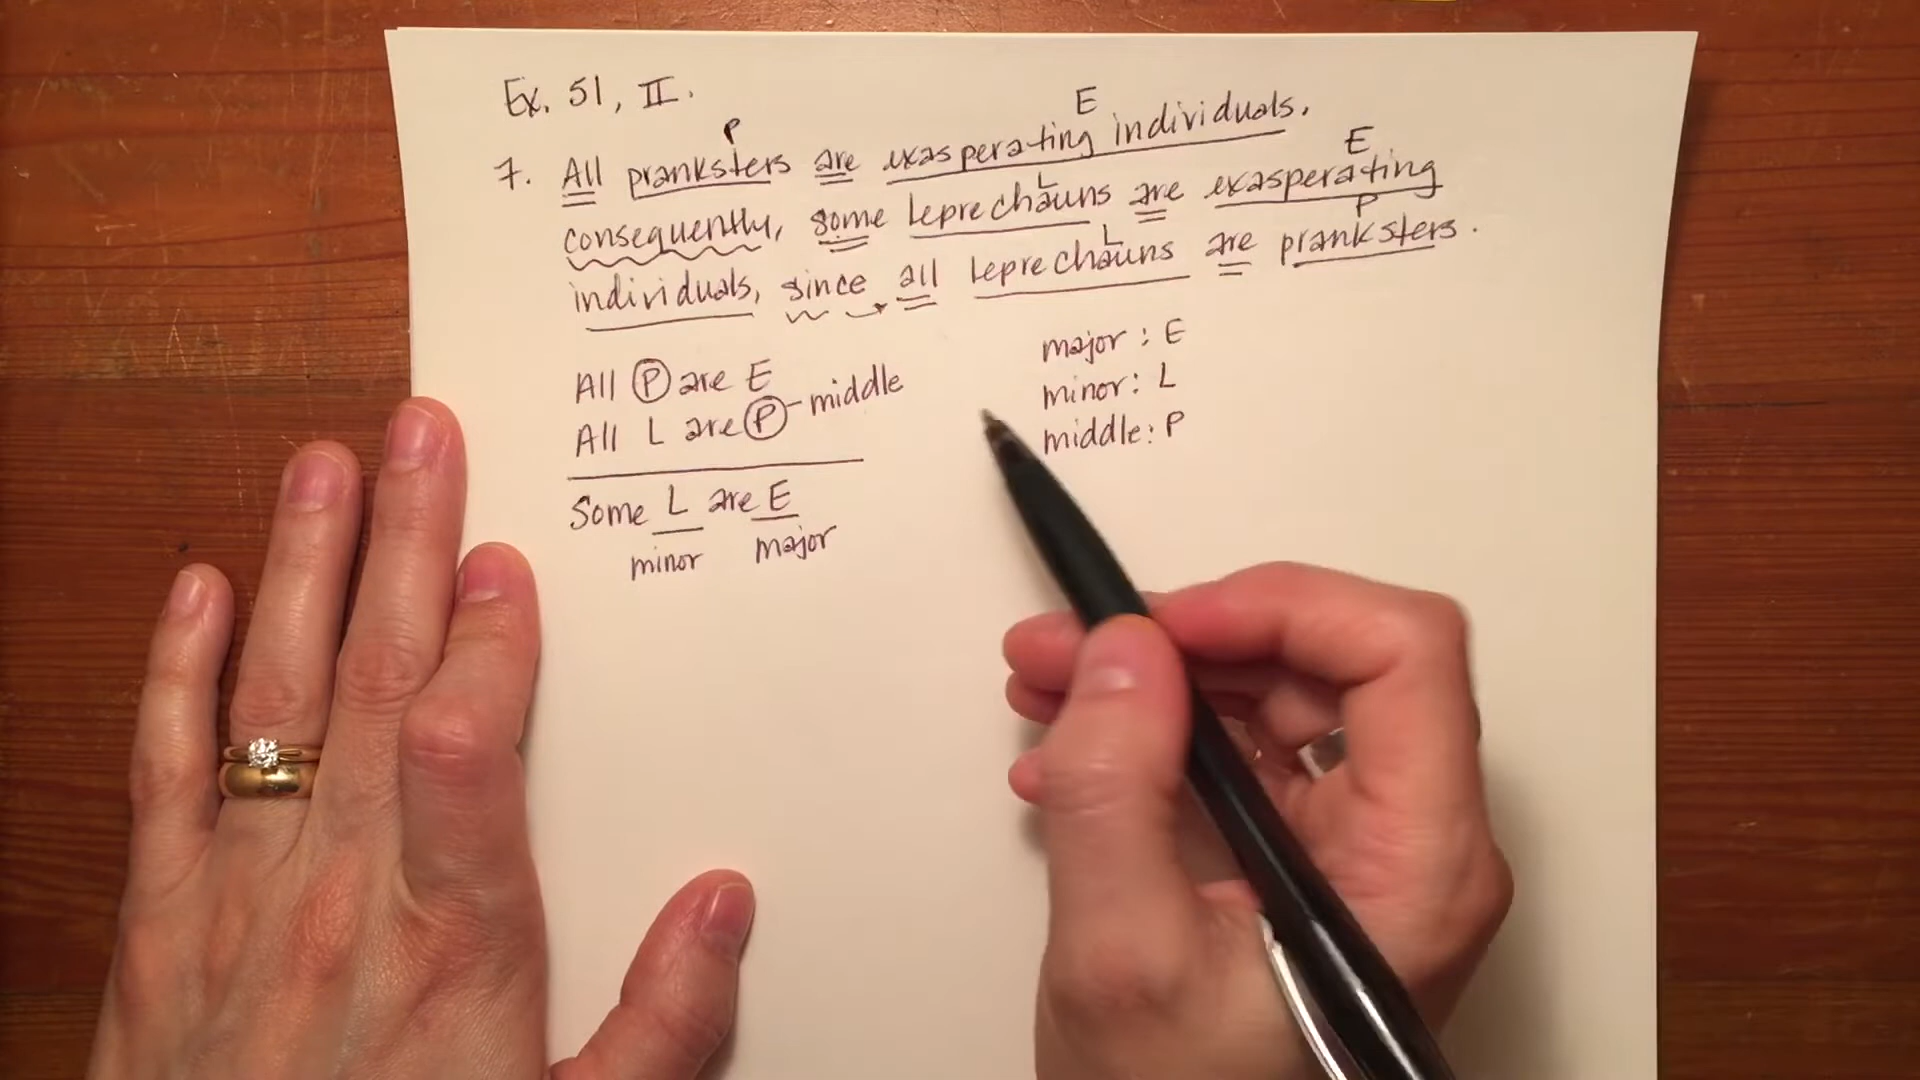 Ex. 51, II.
P E
7. All pranksters are exasperating individuals.
L E
consequently, some leprechauns are exasperating
L P
individuals, since all leprechauns are pranksters.
All P are E
All L are P - middle
Some L are E
minor major
major : E
minor: L
middle: P